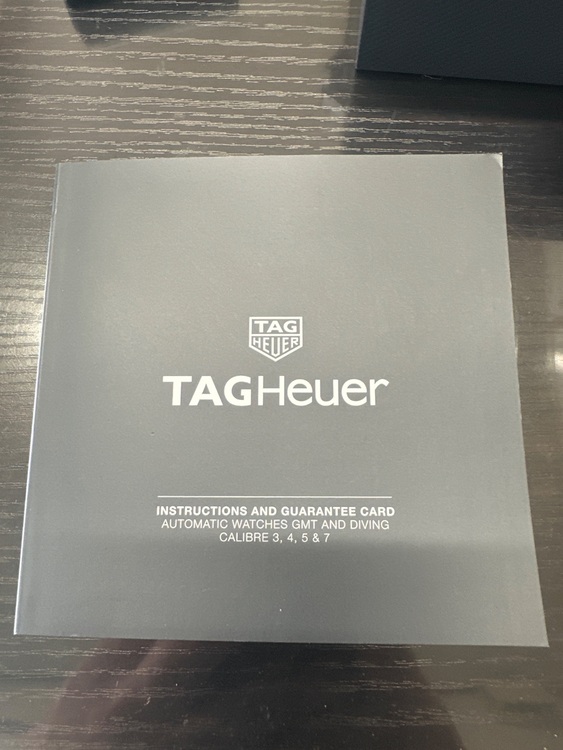 TAG
HEUER
TAGHeuer
INSTRUCTIONS AND GUARANTEE CARD
AUTOMATIC WATCHES GMT AND DIVING
CALIBRE 3, 4, 5 & 7